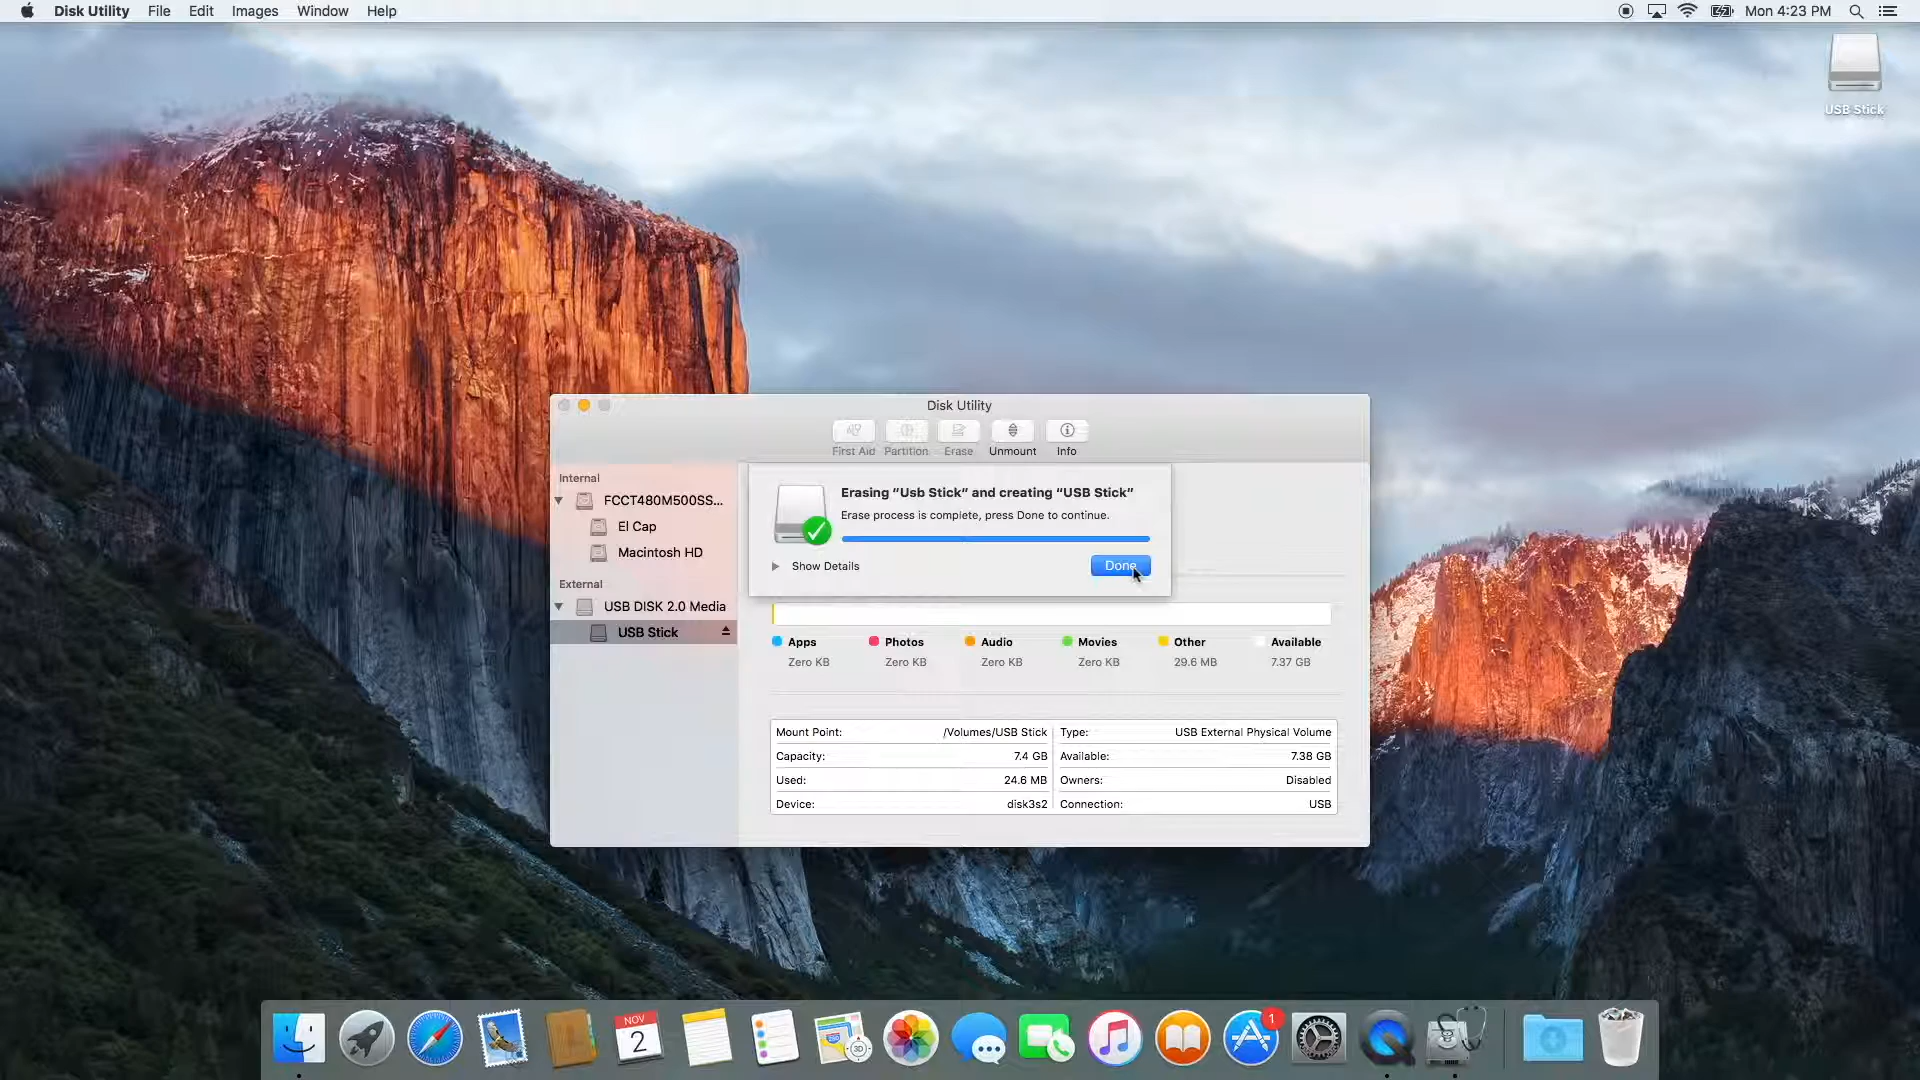 Disk Utility File Edit Images Window Help Mon 4:23 PM
USB Stick
Disk Utility
First Aid Partition Erase Unmount Info
Internal
FCCT480M500SS...
El Cap
Macintosh HD
External
USB DISK 2.0 Media
USB Stick
Erasing “Usb Stick” and creating “USB Stick”
Erase process is complete, press Done to continue.
Show Details
Done
Apps Photos Audio Movies Other Available
Zero KB Zero KB Zero KB Zero KB 29.6 MB 7.37 GB
Mount Point: /Volumes/USB Stick Type: USB External Physical Volume
Capacity: 7.4 GB Available: 7.38 GB
Used: 24.6 MB Owners: Disabled
Device: disk3s2 Connection: USB
NOV
2
3D
1